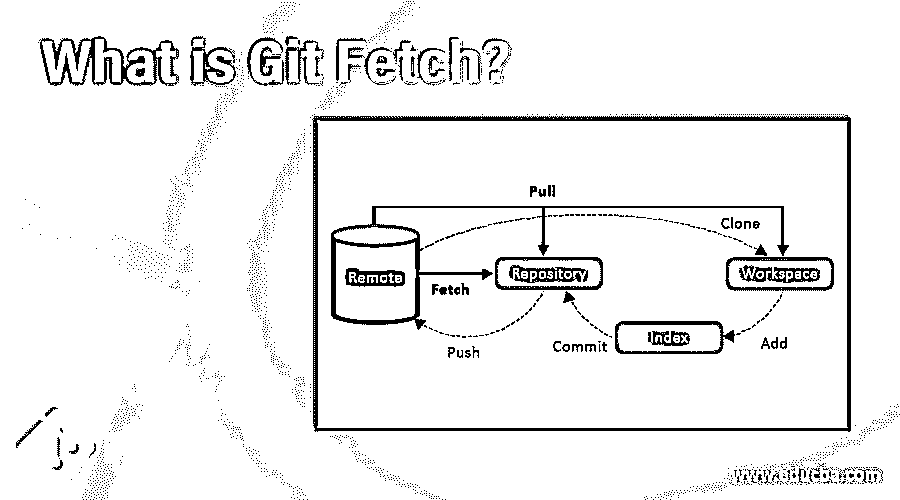 What is Git Fetch?
Pull
Clone
Remote
Fetch
Repository
Workspace
Push
Commit
Index
Add
www.educba.com